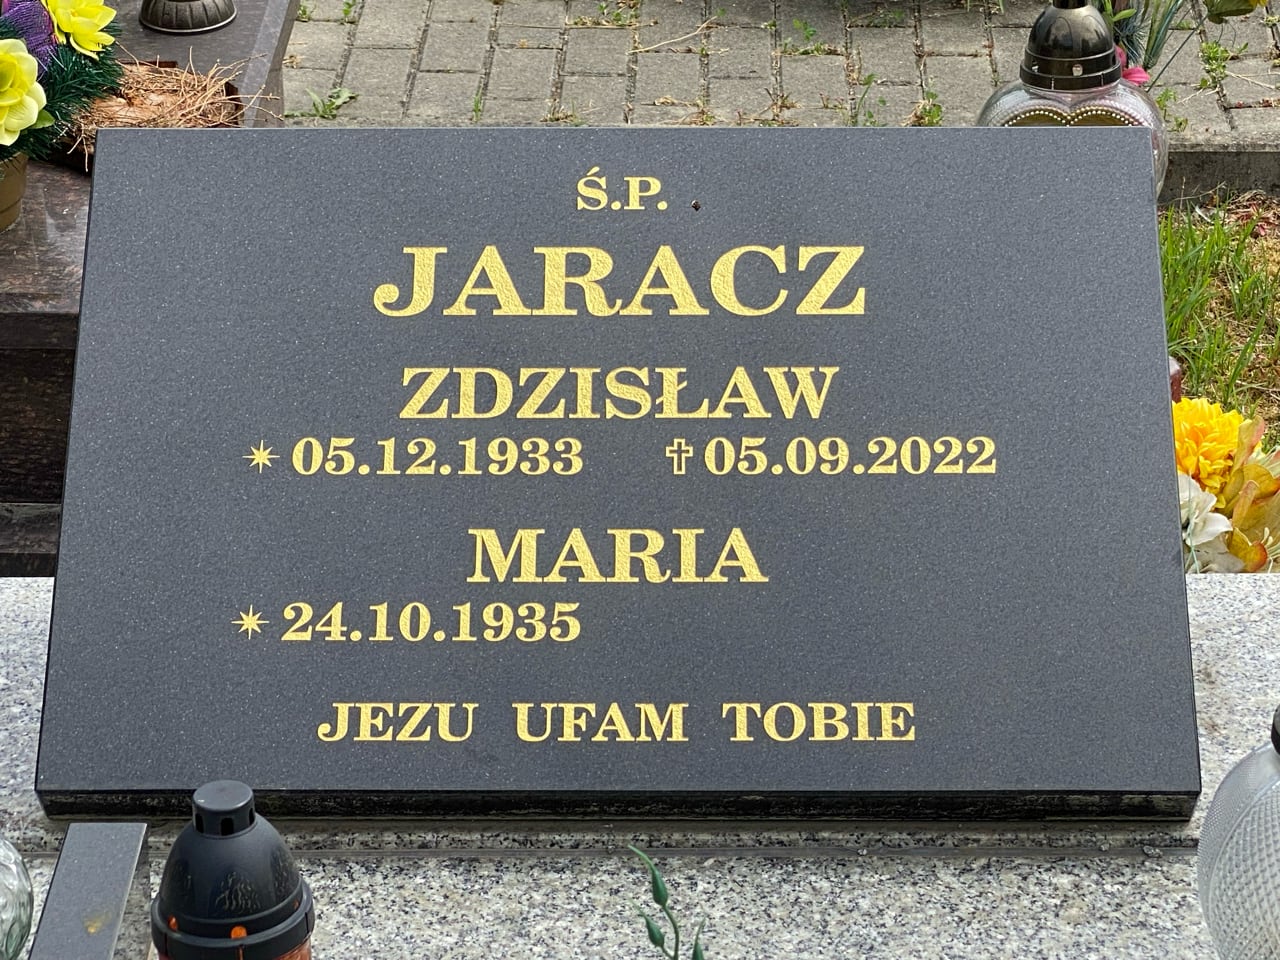 Ś.P.
JARACZ
ZDZISŁAW
✴ 05.12.1933 ✝ 05.09.2022
MARIA
✴ 24.10.1935
JEZU UFAM TOBIE